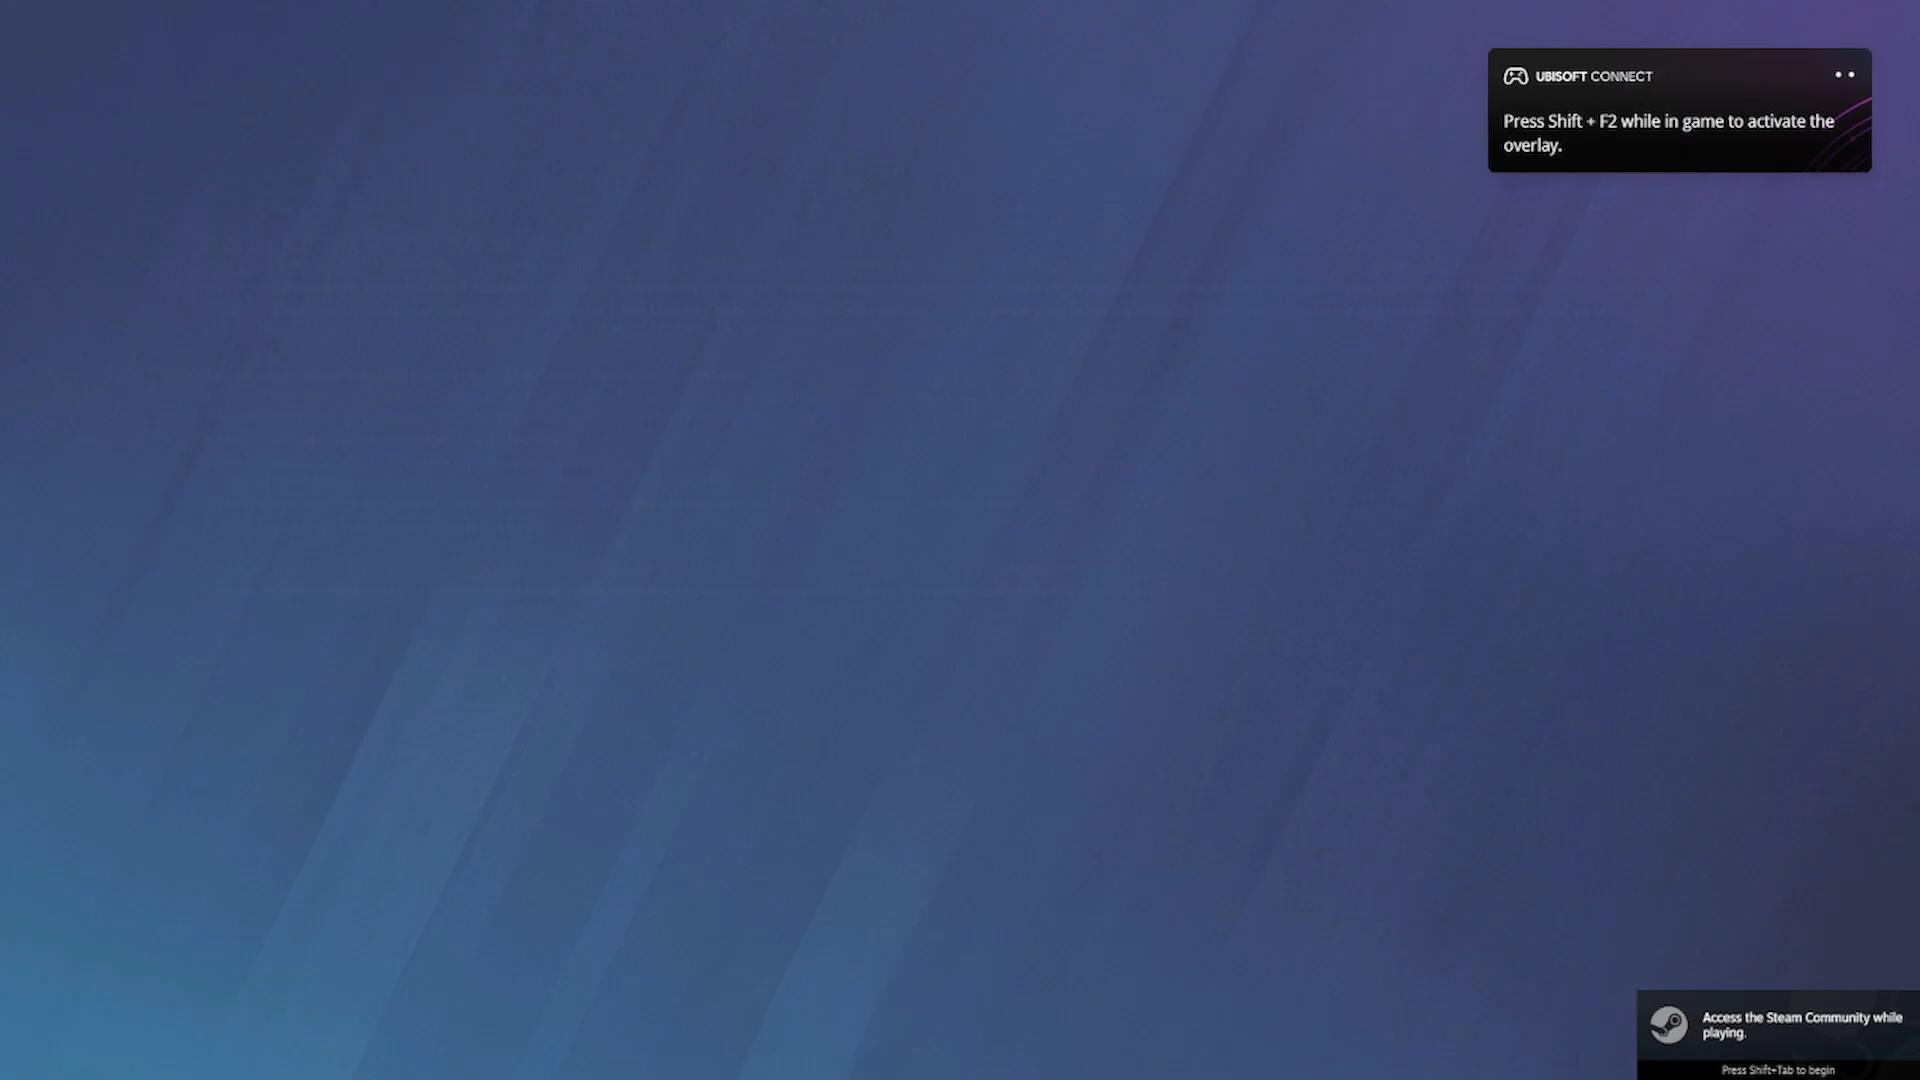 UBISOFT CONNECT
Press Shift + F2 while in game to activate the
overlay.
Access the Steam Community while
playing.
Press Shift+Tab to begin